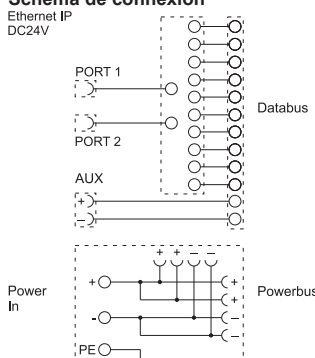 Schéma de connexion
Ethernet IP
DC24V
PORT 1
Databus
PORT 2
AUX
+
–
+ + – –
Power
In
+
+
+
-
–
–
Powerbus
PE